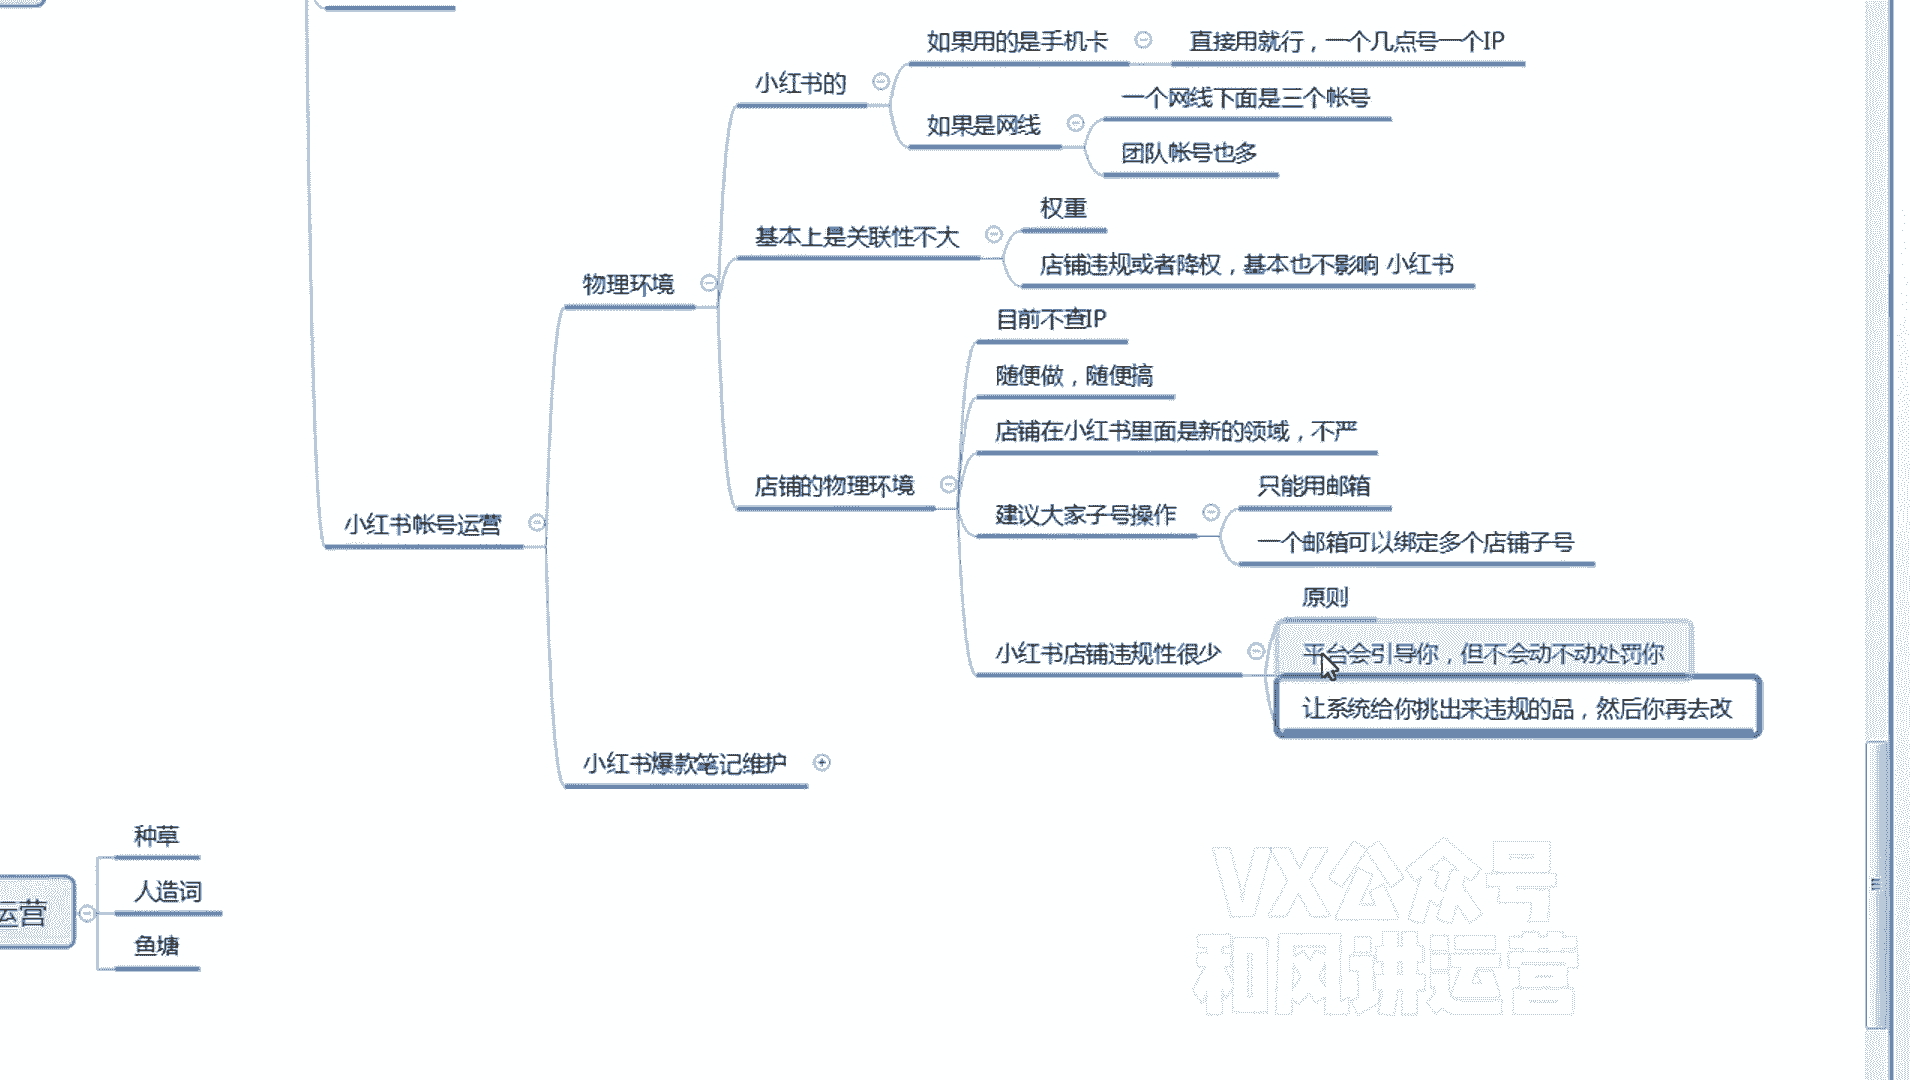 如果用的是手机卡
直接用就行，一个几点号一个IP
小红书的
一个网线下面是三个帐号
如果是网线
团队帐号也多
权重
基本上是关联性不大
店铺违规或者降权，基本也不影响 小红书
物理环境
目前不查IP
随便做，随便搞
店铺在小红书里面是新的领域，不严
店铺的物理环境
只能用邮箱
建议大家子号操作
一个邮箱可以绑定多个店铺子号
小红书帐号运营
原则
小红书店铺违规性很少
平台会引导你，但不会动不动处罚你
让系统给你挑出来违规的品，然后你再去改
小红书爆款笔记维护
种草
人造词
运营
鱼塘
VX公众号
和风讲运营